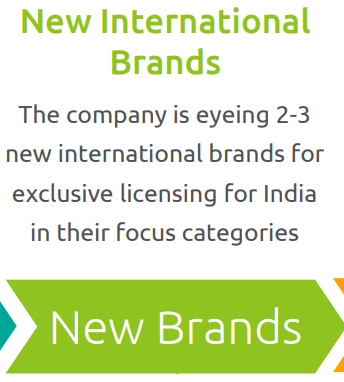 New International
Brands
The company is eyeing 2-3
new international brands for
exclusive licensing for India
in their focus categories
New Brands